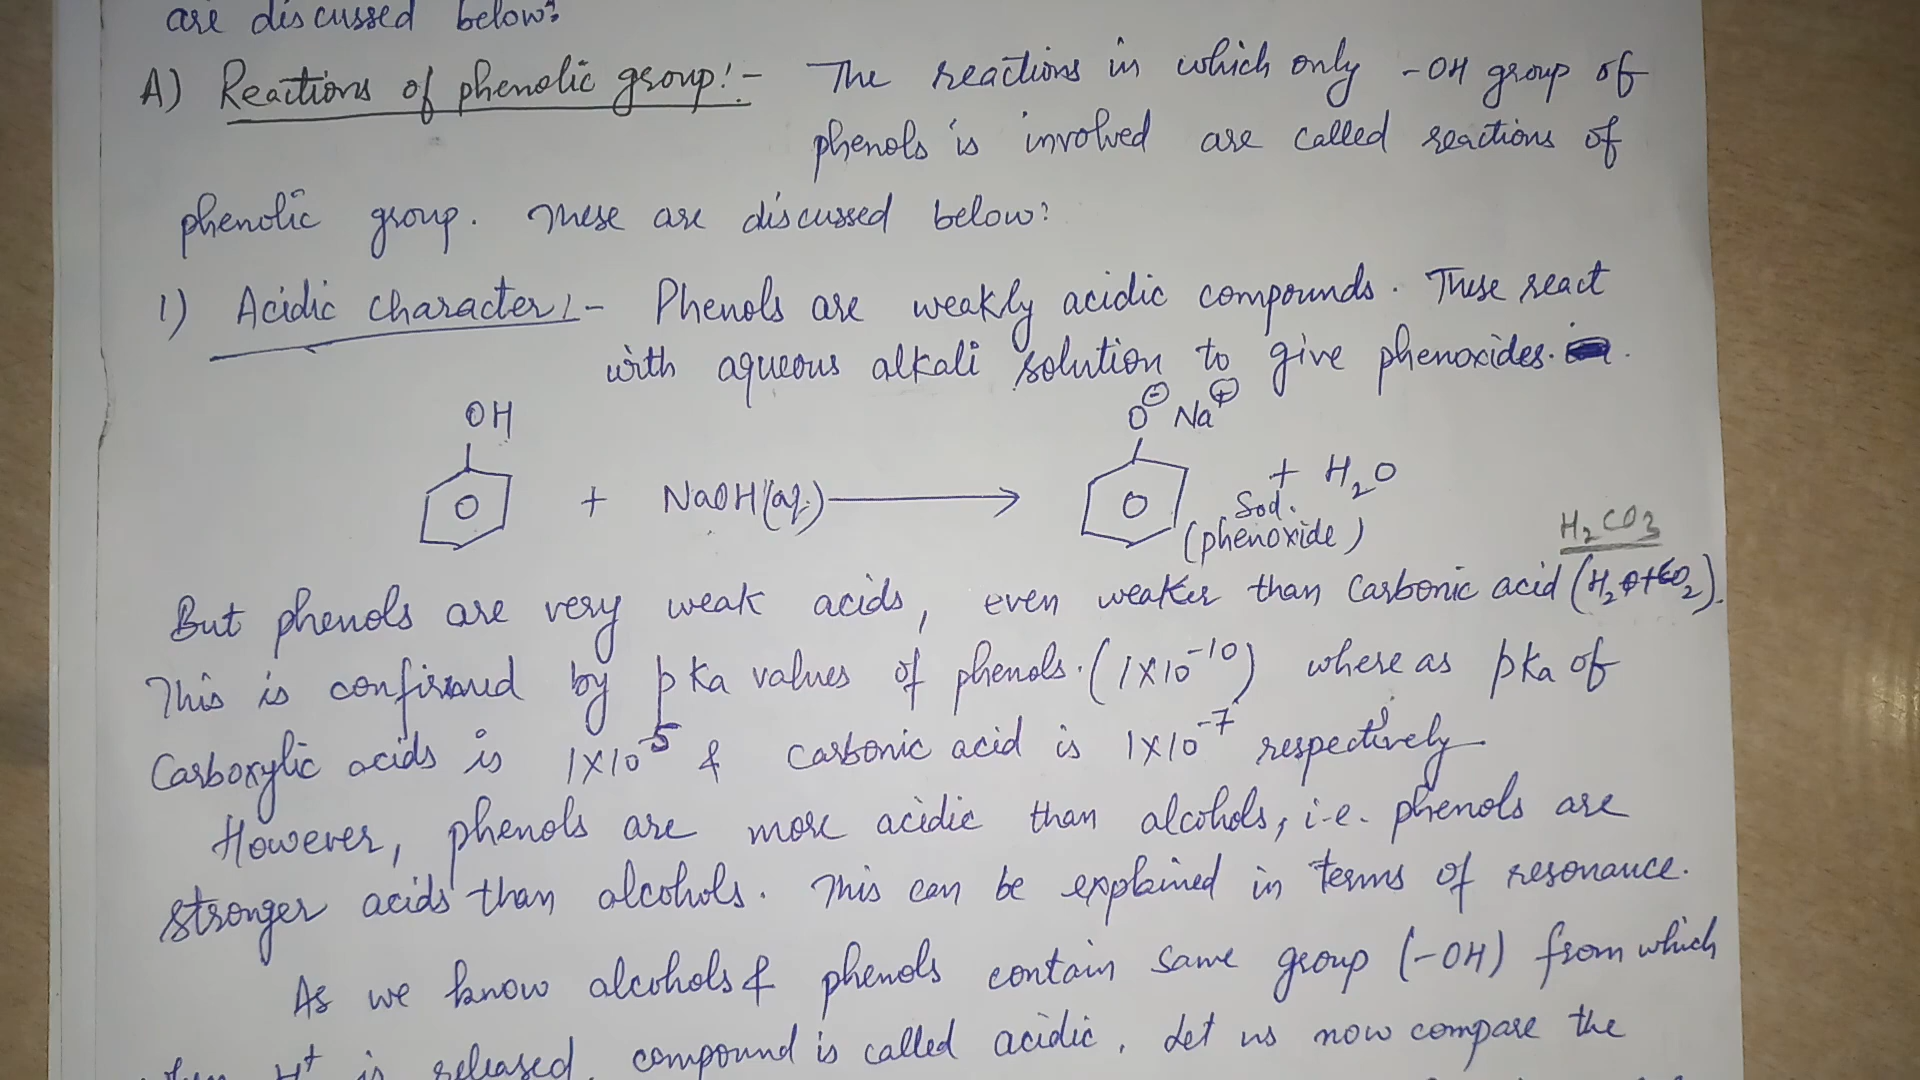 are discussed below:
A) Reactions of phenolic group:- The reactions in which only -OH group of
phenols is involved are called reactions of
phenolic group. These are discussed below:
1) Acidic Character:- Phenols are weakly acidic compounds. These react
with aqueous alkali solution to give phenoxides.
OH
O⊖ Na⊕
+ NaOH(aq.) ⟶ + H₂O
Sod.
(phenoxide)
H₂CO₃
But phenols are very weak acids, even weaker than Carbonic acid (H₂O+CO₂).
This is confirmed by pka values of phenols. (1×10⁻¹⁰) where as pka of
Carboxylic acids is 1×10⁻⁵ & carbonic acid is 1×10⁻⁷ respectively.
However, phenols are more acidic than alcohols, i.e. phenols are
stronger acids than alcohols. This can be explained in terms of resonance.
As we know alcohols & phenols contain same group (-OH) from which
when H⁺ is released, compound is called acidic. Let us now compare the